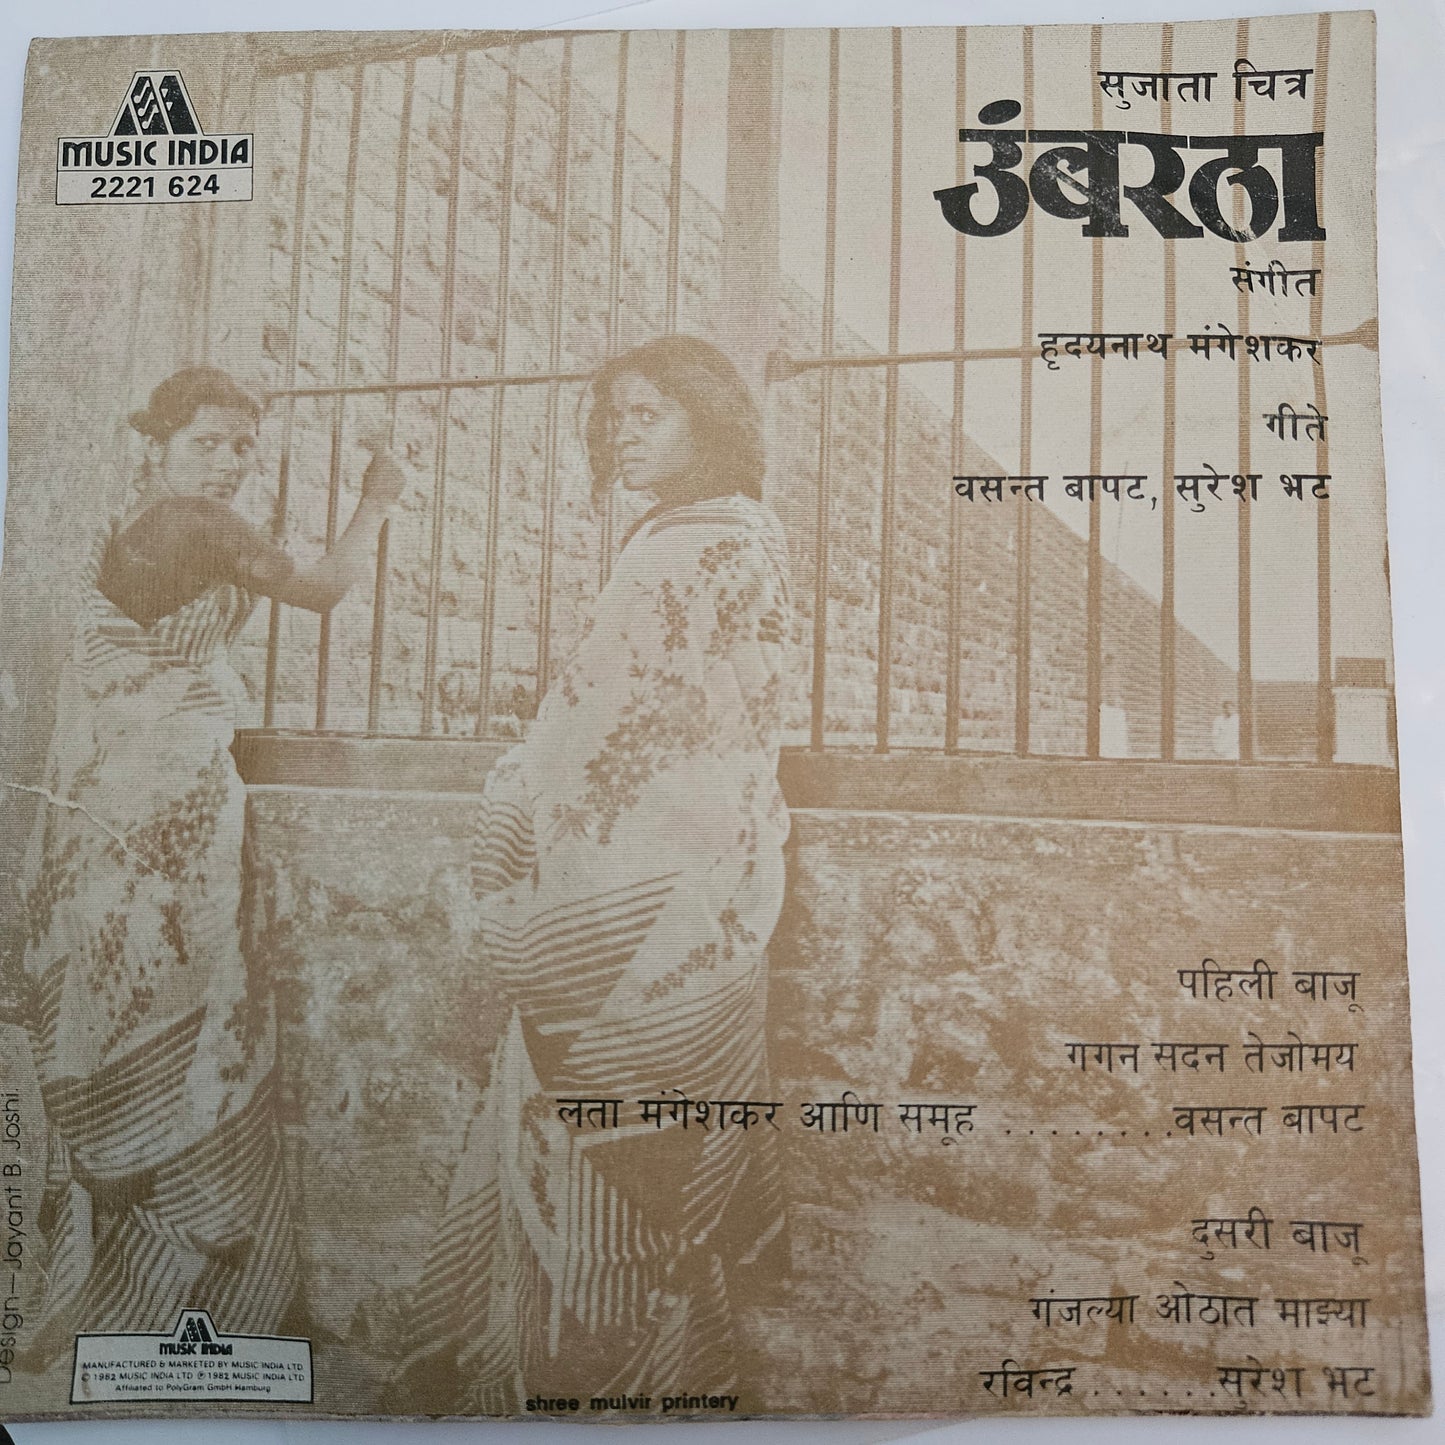 MUSIC INDIA
2221 624
सुजाता चित्र
उंबरठा
संगीत
हृदयनाथ मंगेशकर
गीते
वसन्त बापट, सुरेश भट
पहिली बाजू
गगन सदन तेजोमय
लता मंगेशकर आणि समूह ........वसन्त बापट
दुसरी बाजू
गंजल्या ओठात माझ्या
रविन्द्र ......सुरेश भट
Design—Jayant B. Joshi.
MUSIC INDIA
MANUFACTURED & MARKETED BY MUSIC INDIA LTD
© 1982 MUSIC INDIA LTD ℗ 1982 MUSIC INDIA LTD
Affiliated to PolyGram GmbH Hamburg
shree mulvir printery